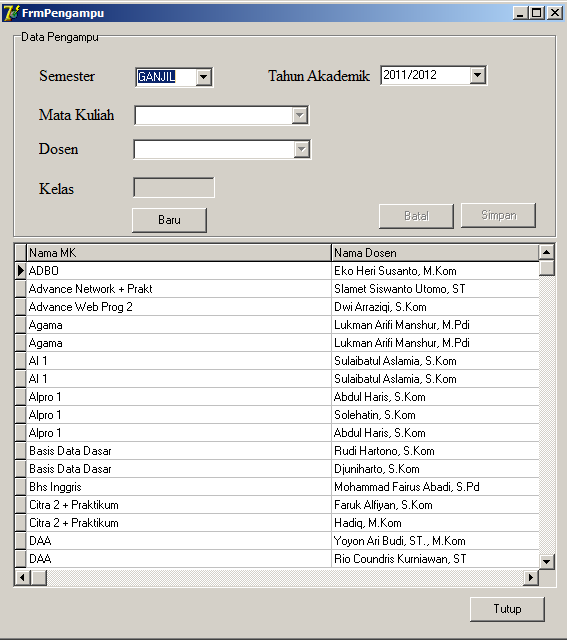 FrmPengampu
Data Pengampu
Semester GANJIL Tahun Akademik 2011/2012
Mata Kuliah
Dosen
Kelas
Baru Batal Simpan
Nama MK Nama Dosen
ADBO Eko Heri Susanto, M.Kom
Advance Network + Prakt Slamet Siswanto Utomo, ST
Advance Web Prog 2 Dwi Arraziqi, S.Kom
Agama Lukman Arifi Manshur, M.Pdi
Agama Lukman Arifi Manshur, M.Pdi
AI 1 Sulaibatul Aslamia, S.Kom
AI 1 Sulaibatul Aslamia, S.Kom
Alpro 1 Abdul Haris, S.Kom
Alpro 1 Solehatin, S.Kom
Alpro 1 Abdul Haris, S.Kom
Basis Data Dasar Rudi Hartono, S.Kom
Basis Data Dasar Djuniharto, S.Kom
Bhs Inggris Mohammad Fairus Abadi, S.Pd
Citra 2 + Praktikum Faruk Alfiyan, S.Kom
Citra 2 + Praktikum Hadiq, M.Kom
DAA Yoyon Ari Budi, ST., M.Kom
DAA Rio Coundris Kurniawan, ST
Tutup